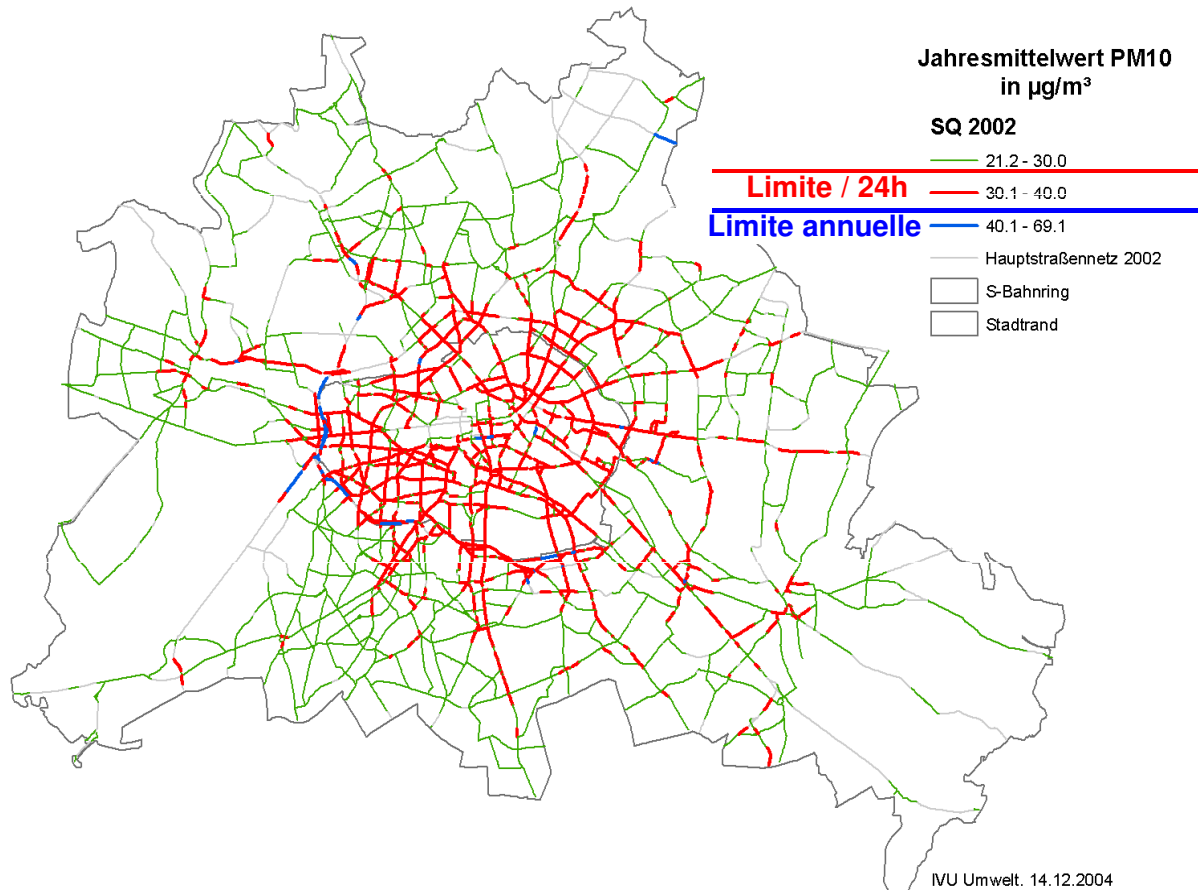 Jahresmittelwert PM10
in µg/m³
SQ 2002
21.2 - 30.0
Limite / 24h
30.1 - 40.0
Limite annuelle
40.1 - 69.1
Hauptstraßennetz 2002
S-Bahnring
Stadtrand
IVU Umwelt. 14.12.2004